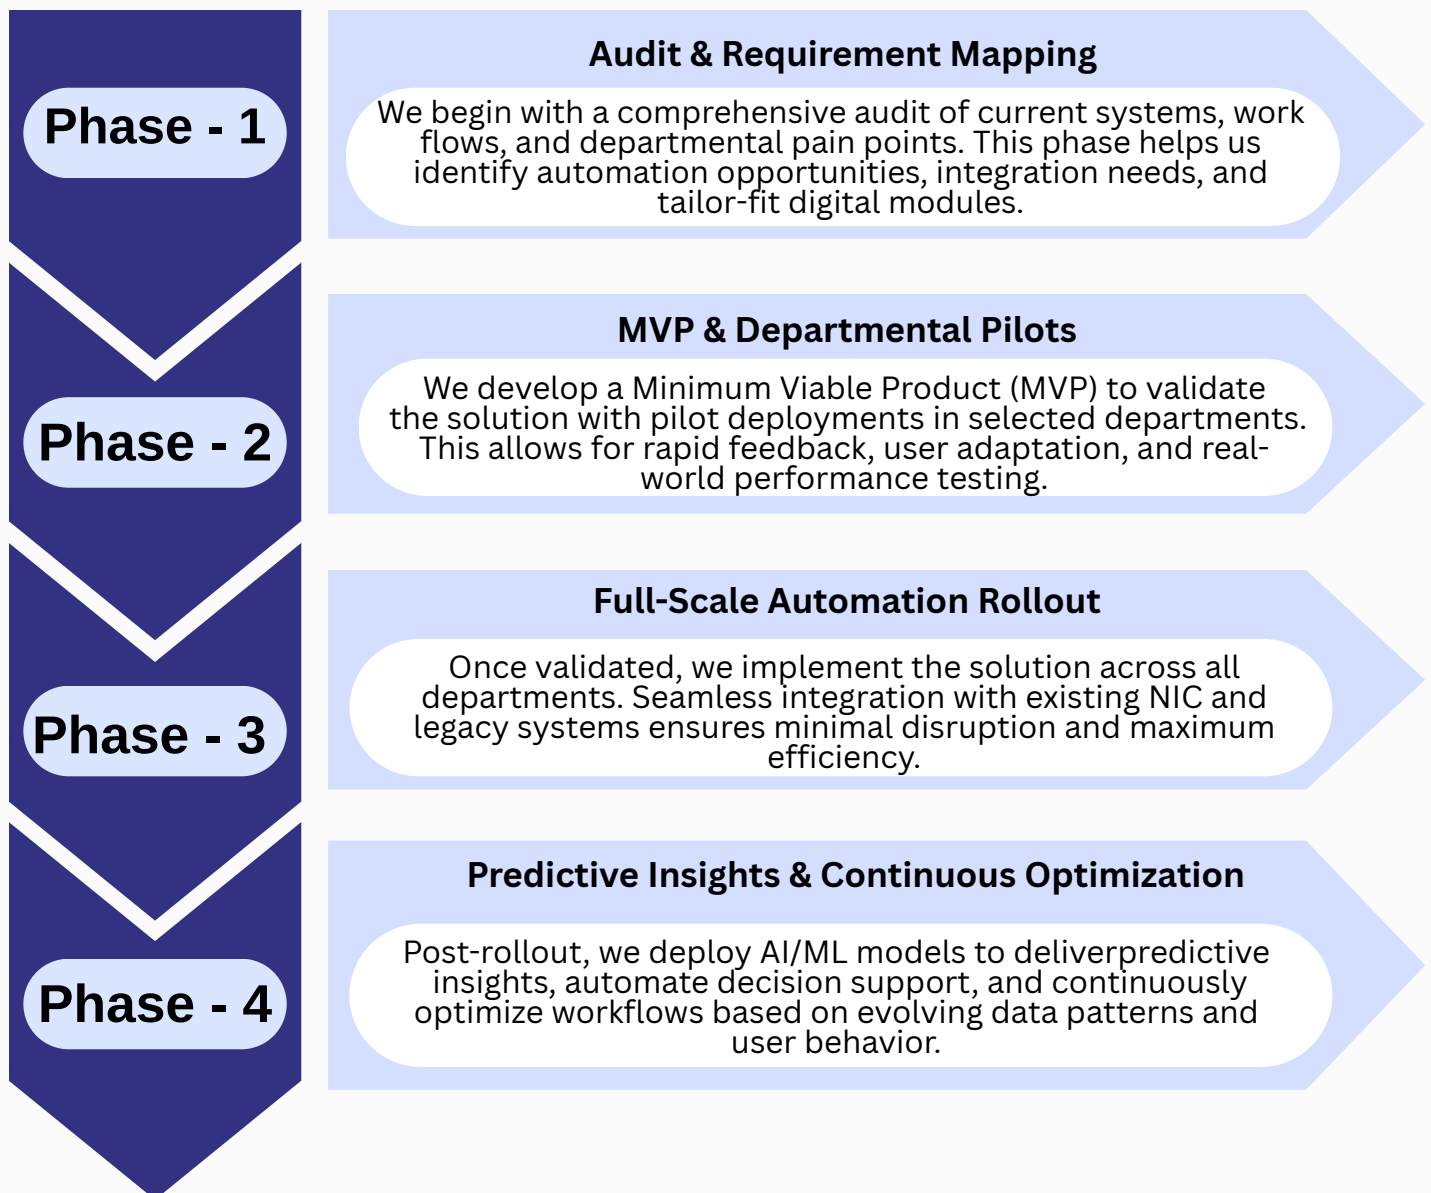 Phase - 1
Audit & Requirement Mapping
We begin with a comprehensive audit of current systems, work
flows, and departmental pain points. This phase helps us
identify automation opportunities, integration needs, and
tailor-fit digital modules.
Phase - 2
MVP & Departmental Pilots
We develop a Minimum Viable Product (MVP) to validate
the solution with pilot deployments in selected departments.
This allows for rapid feedback, user adaptation, and real-
world performance testing.
Phase - 3
Full-Scale Automation Rollout
Once validated, we implement the solution across all
departments. Seamless integration with existing NIC and
legacy systems ensures minimal disruption and maximum
efficiency.
Phase - 4
Predictive Insights & Continuous Optimization
Post-rollout, we deploy AI/ML models to deliverpredictive
insights, automate decision support, and continuously
optimize workflows based on evolving data patterns and
user behavior.